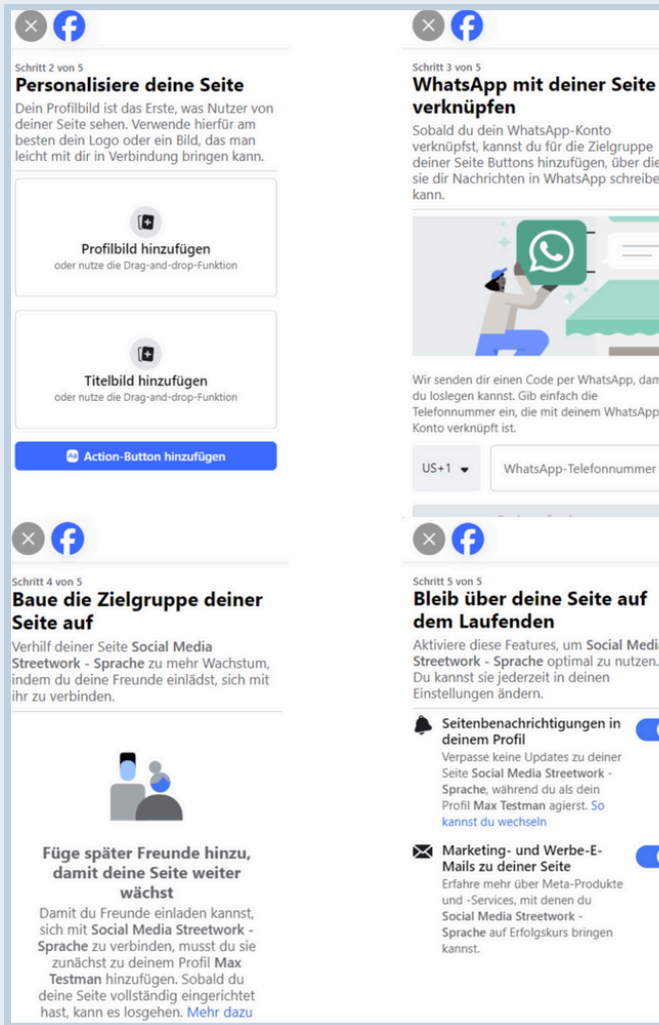 Schritt 2 von 5
Personalisiere deine Seite
Dein Profilbild ist das Erste, was Nutzer von
deiner Seite sehen. Verwende hierfür am
besten dein Logo oder ein Bild, das man
leicht mit dir in Verbindung bringen kann.
Profilbild hinzufügen
oder nutze die Drag-and-drop-Funktion
Titelbild hinzufügen
oder nutze die Drag-and-drop-Funktion
Action-Button hinzufügen
Schritt 3 von 5
WhatsApp mit deiner Seite
verknüpfen
Sobald du dein WhatsApp-Konto
verknüpfst, kannst du für die Zielgruppe
deiner Seite Buttons hinzufügen, über die
sie dir Nachrichten in WhatsApp schreibe
kann.
Wir senden dir einen Code per WhatsApp, dam
du loslegen kannst. Gib einfach die
Telefonnummer ein, die mit deinem WhatsApp
Konto verknüpft ist.
US+1
WhatsApp-Telefonnummer
Schritt 4 von 5
Baue die Zielgruppe deiner
Seite auf
Verhilf deiner Seite Social Media
Streetwork - Sprache zu mehr Wachstum,
indem du deine Freunde einlädst, sich mit
ihr zu verbinden.
Füge später Freunde hinzu,
damit deine Seite weiter
wächst
Damit du Freunde einladen kannst,
sich mit Social Media Streetwork -
Sprache zu verbinden, musst du sie
zunächst zu deinem Profil Max
Testman hinzufügen. Sobald du
deine Seite vollständig eingerichtet
hast, kann es losgehen. Mehr dazu
Schritt 5 von 5
Bleib über deine Seite auf
dem Laufenden
Aktiviere diese Features, um Social Media
Streetwork - Sprache optimal zu nutzen.
Du kannst sie jederzeit in deinen
Einstellungen ändern.
Seitenbenachrichtigungen in
deinem Profil
Verpasse keine Updates zu deiner
Seite Social Media Streetwork -
Sprache, während du als dein
Profil Max Testman agierst. So
kannst du wechseln
Marketing- und Werbe-E-
Mails zu deiner Seite
Erfahre mehr über Meta-Produkte
und -Services, mit denen du
Social Media Streetwork -
Sprache auf Erfolgskurs bringen
kannst.